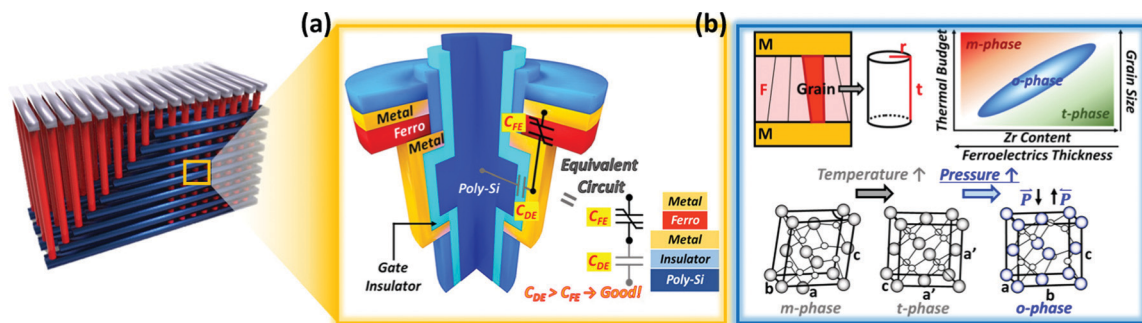 (a)
Metal
Ferro
Metal
C_FE
Poly-Si
C_DE
Gate
Insulator
Equivalent
Circuit
=
C_FE
C_DE
Metal
Ferro
Metal
Insulator
Poly-Si
C_DE > C_FE → Good!
(b)
M
F
Grain
M
r
t
Thermal Budget
m-phase
o-phase
t-phase
Grain Size
Zr Content
Ferroelectrics Thickness
Temperature ↑
Pressure ↑
P⃗ ↓ ↑ P⃗
b a c
m-phase
c a' a'
t-phase
a b c
o-phase